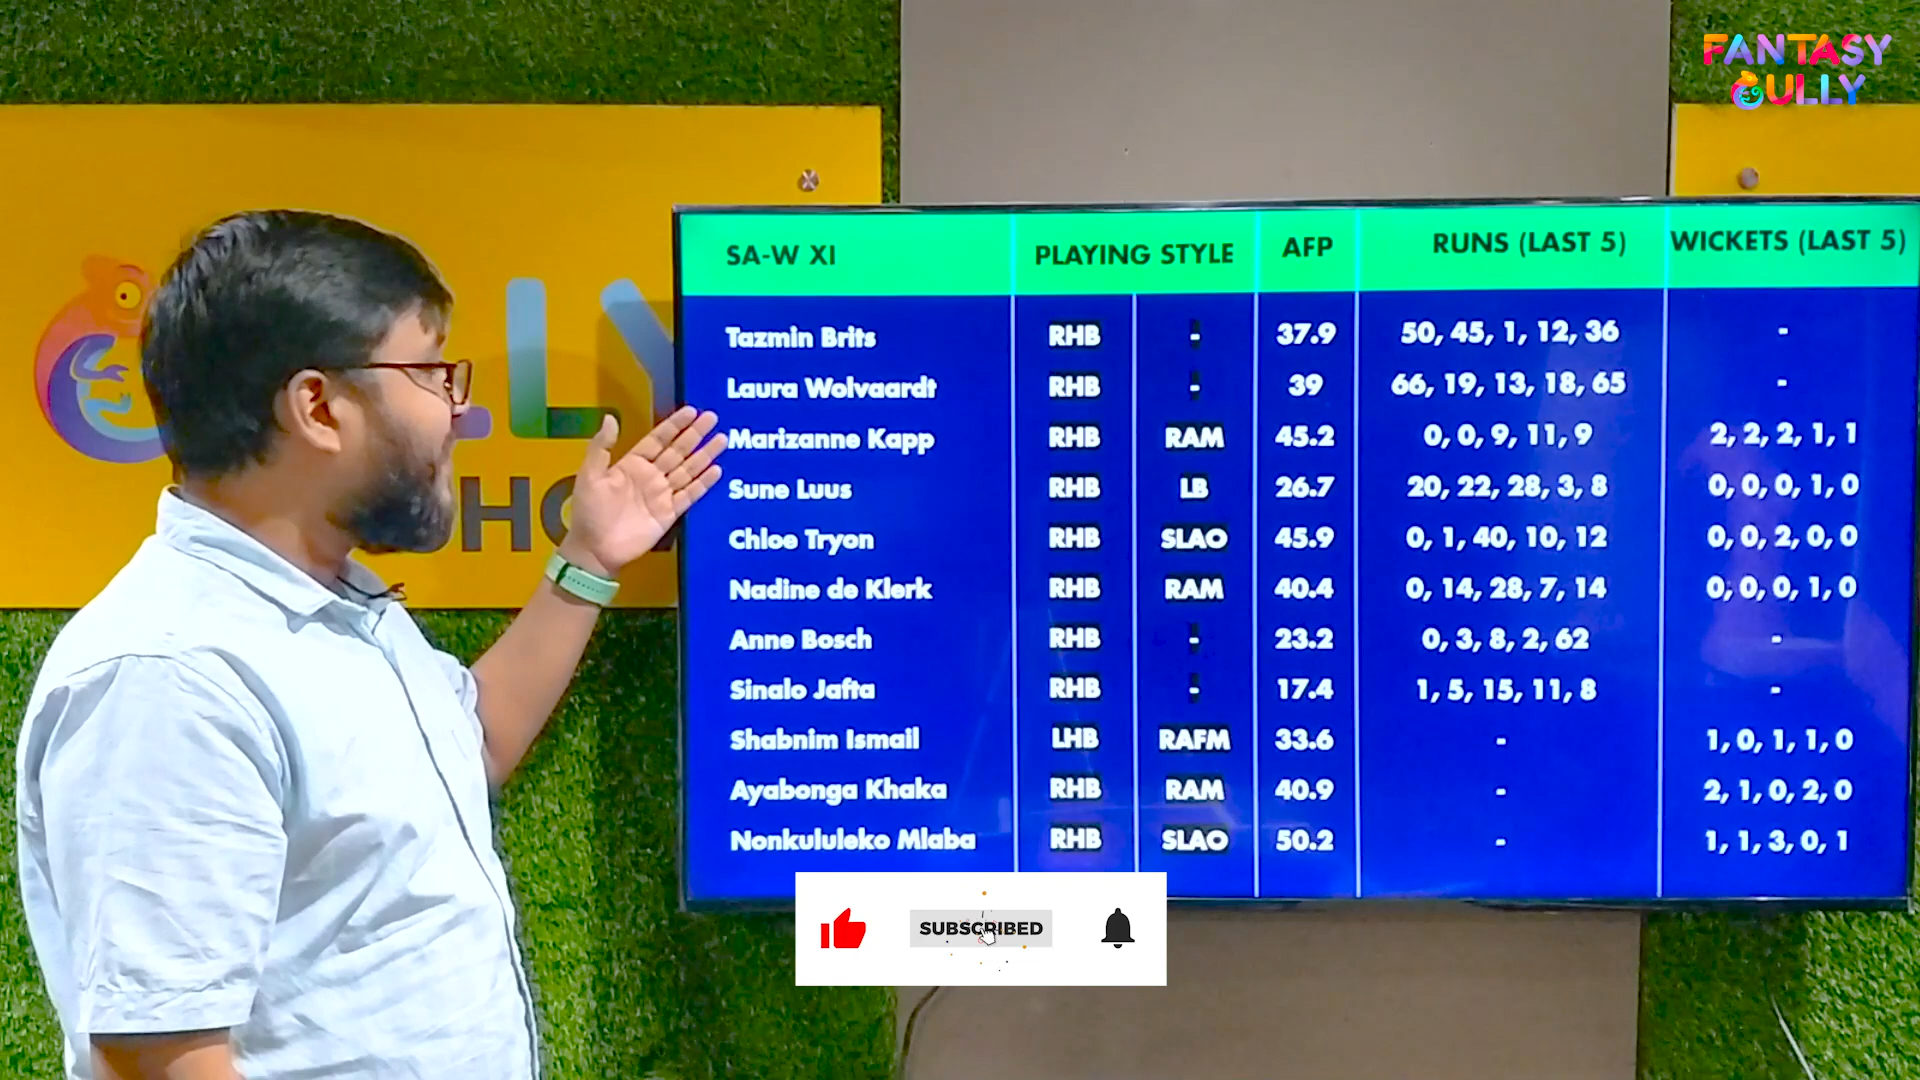 FANTASY
GULLY
LLY
SHO
SA-W XI PLAYING STYLE AFP RUNS (LAST 5) WICKETS (LAST 5)
Tazmin Brits RHB - 37.9 50, 45, 1, 12, 36 -
Laura Wolvaardt RHB - 39 66, 19, 13, 18, 65 -
Marizanne Kapp RHB RAM 45.2 0, 0, 9, 11, 9 2, 2, 2, 1, 1
Sune Luus RHB LB 26.7 20, 22, 28, 3, 8 0, 0, 0, 1, 0
Chloe Tryon RHB SLAO 45.9 0, 1, 40, 10, 12 0, 0, 2, 0, 0
Nadine de Klerk RHB RAM 40.4 0, 14, 28, 7, 14 0, 0, 0, 1, 0
Anne Bosch RHB - 23.2 0, 3, 8, 2, 62 -
Sinalo Jafta RHB - 17.4 1, 5, 15, 11, 8 -
Shabnim Ismail LHB RAFM 33.6 - 1, 0, 1, 1, 0
Ayabonga Khaka RHB RAM 40.9 - 2, 1, 0, 2, 0
Nonkululeko Mlaba RHB SLAO 50.2 - 1, 1, 3, 0, 1
SUBSCRIBED